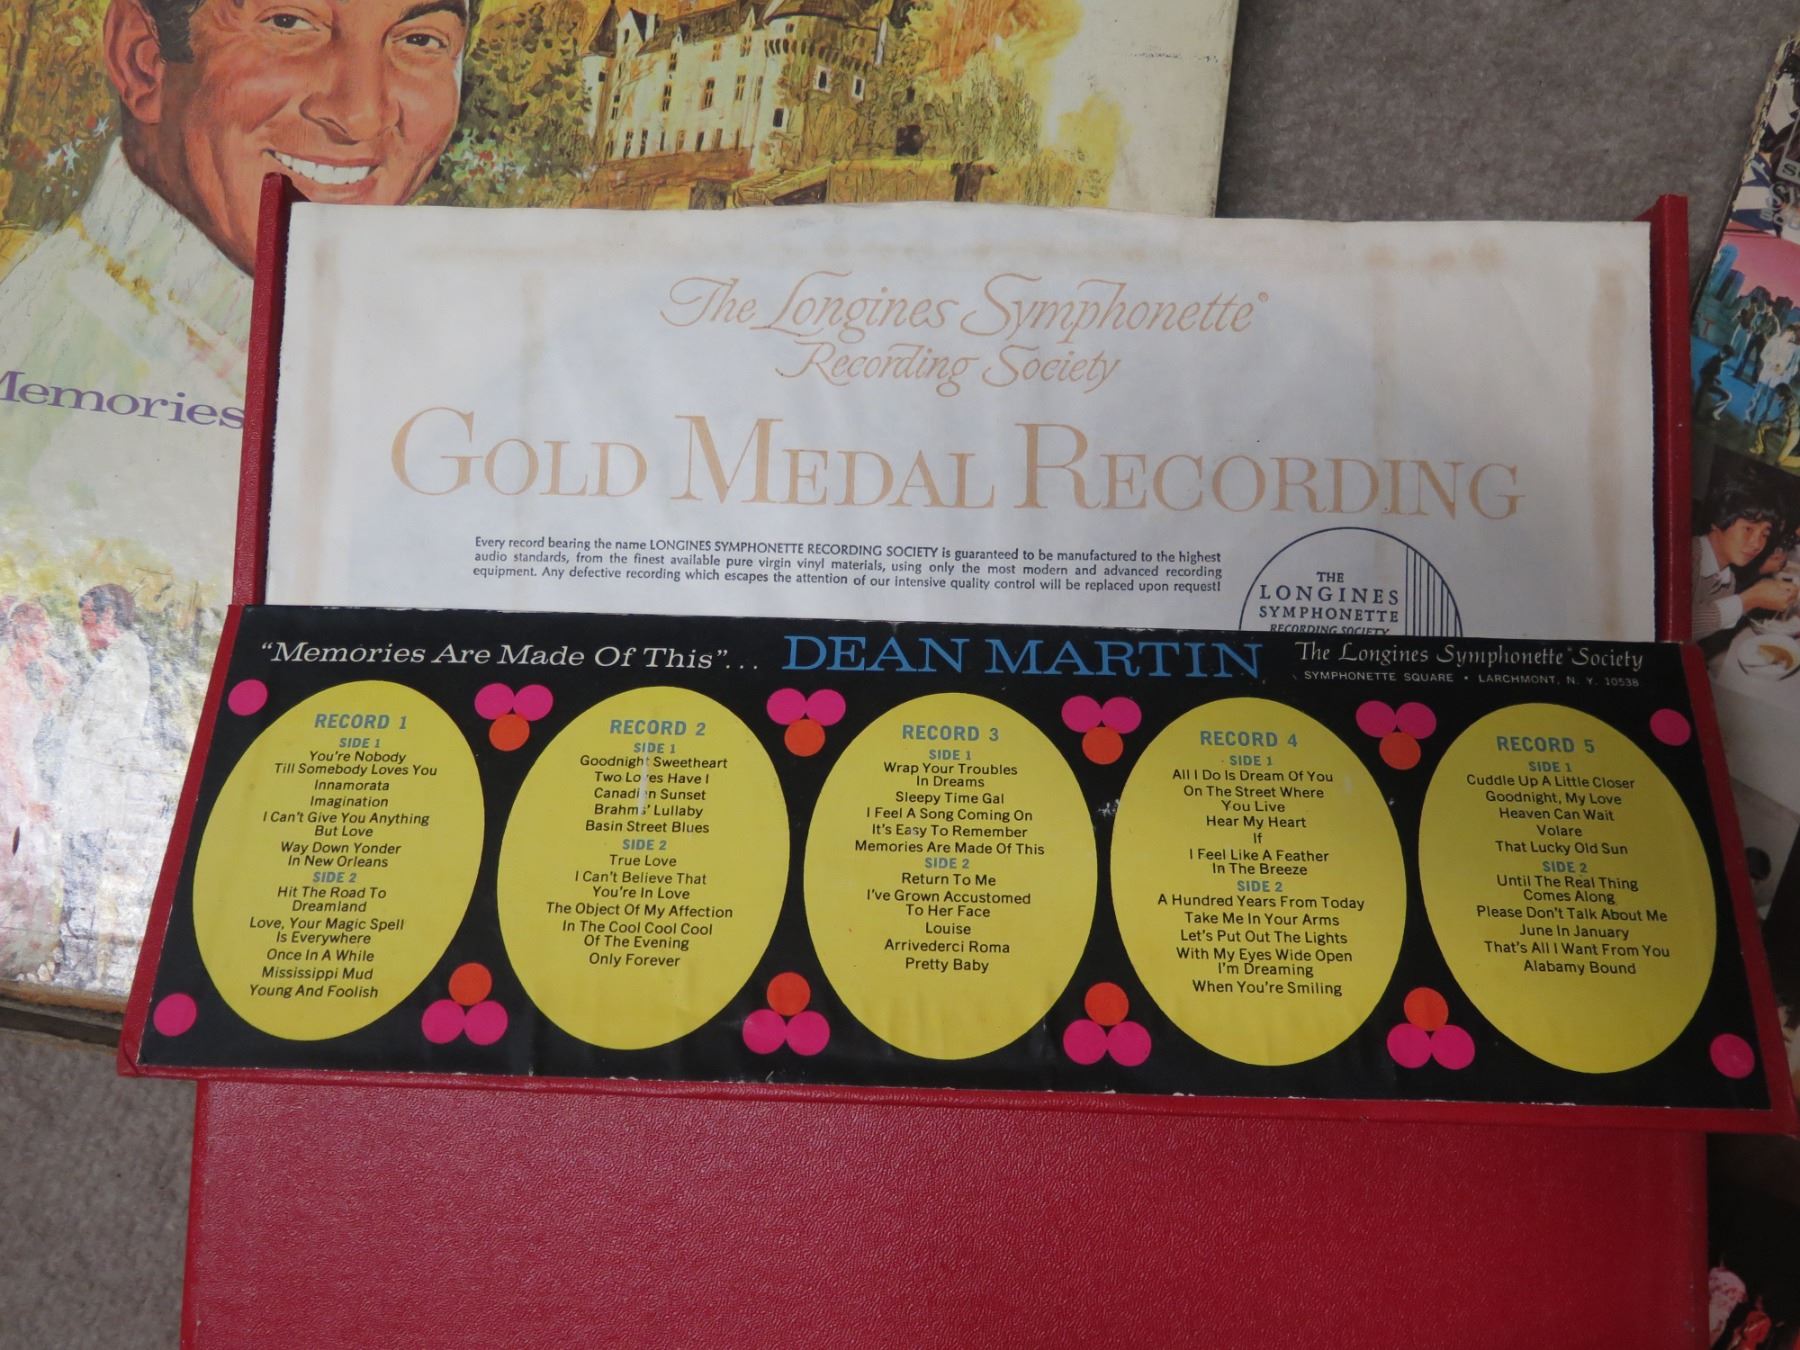 Memories
The Longines Symphonette®
Recording Society
GOLD MEDAL RECORDING
Every record bearing the name LONGINES SYMPHONETTE RECORDING SOCIETY is guaranteed to be manufactured to the highest
audio standards, from the finest available pure virgin vinyl materials, using only the most modern and advanced recording
equipment. Any defective recording which escapes the attention of our intensive quality control will be replaced upon request!
THE
LONGINES
SYMPHONETTE
RECORDING SOCIETY
"Memories Are Made Of This"... DEAN MARTIN The Longines Symphonette® Society
SYMPHONETTE SQUARE • LARCHMONT, N. Y. 10538
RECORD 1
SIDE 1
You're Nobody
Till Somebody Loves You
Innamorata
Imagination
I Can't Give You Anything
But Love
Way Down Yonder
In New Orleans
SIDE 2
Hit The Road To
Dreamland
Love, Your Magic Spell
Is Everywhere
Once In A While
Mississippi Mud
Young And Foolish
RECORD 2
SIDE 1
Goodnight Sweetheart
Two Loves Have I
Canadien Sunset
Brahms' Lullaby
Basin Street Blues
SIDE 2
True Love
I Can't Believe That
You're In Love
The Object Of My Affection
In The Cool Cool Cool
Of The Evening
Only Forever
RECORD 3
SIDE 1
Wrap Your Troubles
In Dreams
Sleepy Time Gal
I Feel A Song Coming On
It's Easy To Remember
Memories Are Made Of This
SIDE 2
Return To Me
I've Grown Accustomed
To Her Face
Louise
Arrivederci Roma
Pretty Baby
RECORD 4
SIDE 1
All I Do Is Dream Of You
On The Street Where
You Live
Hear My Heart
If
I Feel Like A Feather
In The Breeze
SIDE 2
A Hundred Years From Today
Take Me In Your Arms
Let's Put Out The Lights
With My Eyes Wide Open
I'm Dreaming
When You're Smiling
RECORD 5
SIDE 1
Cuddle Up A Little Closer
Goodnight, My Love
Heaven Can Wait
Volare
That Lucky Old Sun
SIDE 2
Until The Real Thing
Comes Along
Please Don't Talk About Me
June In January
That's All I Want From You
Alabamy Bound